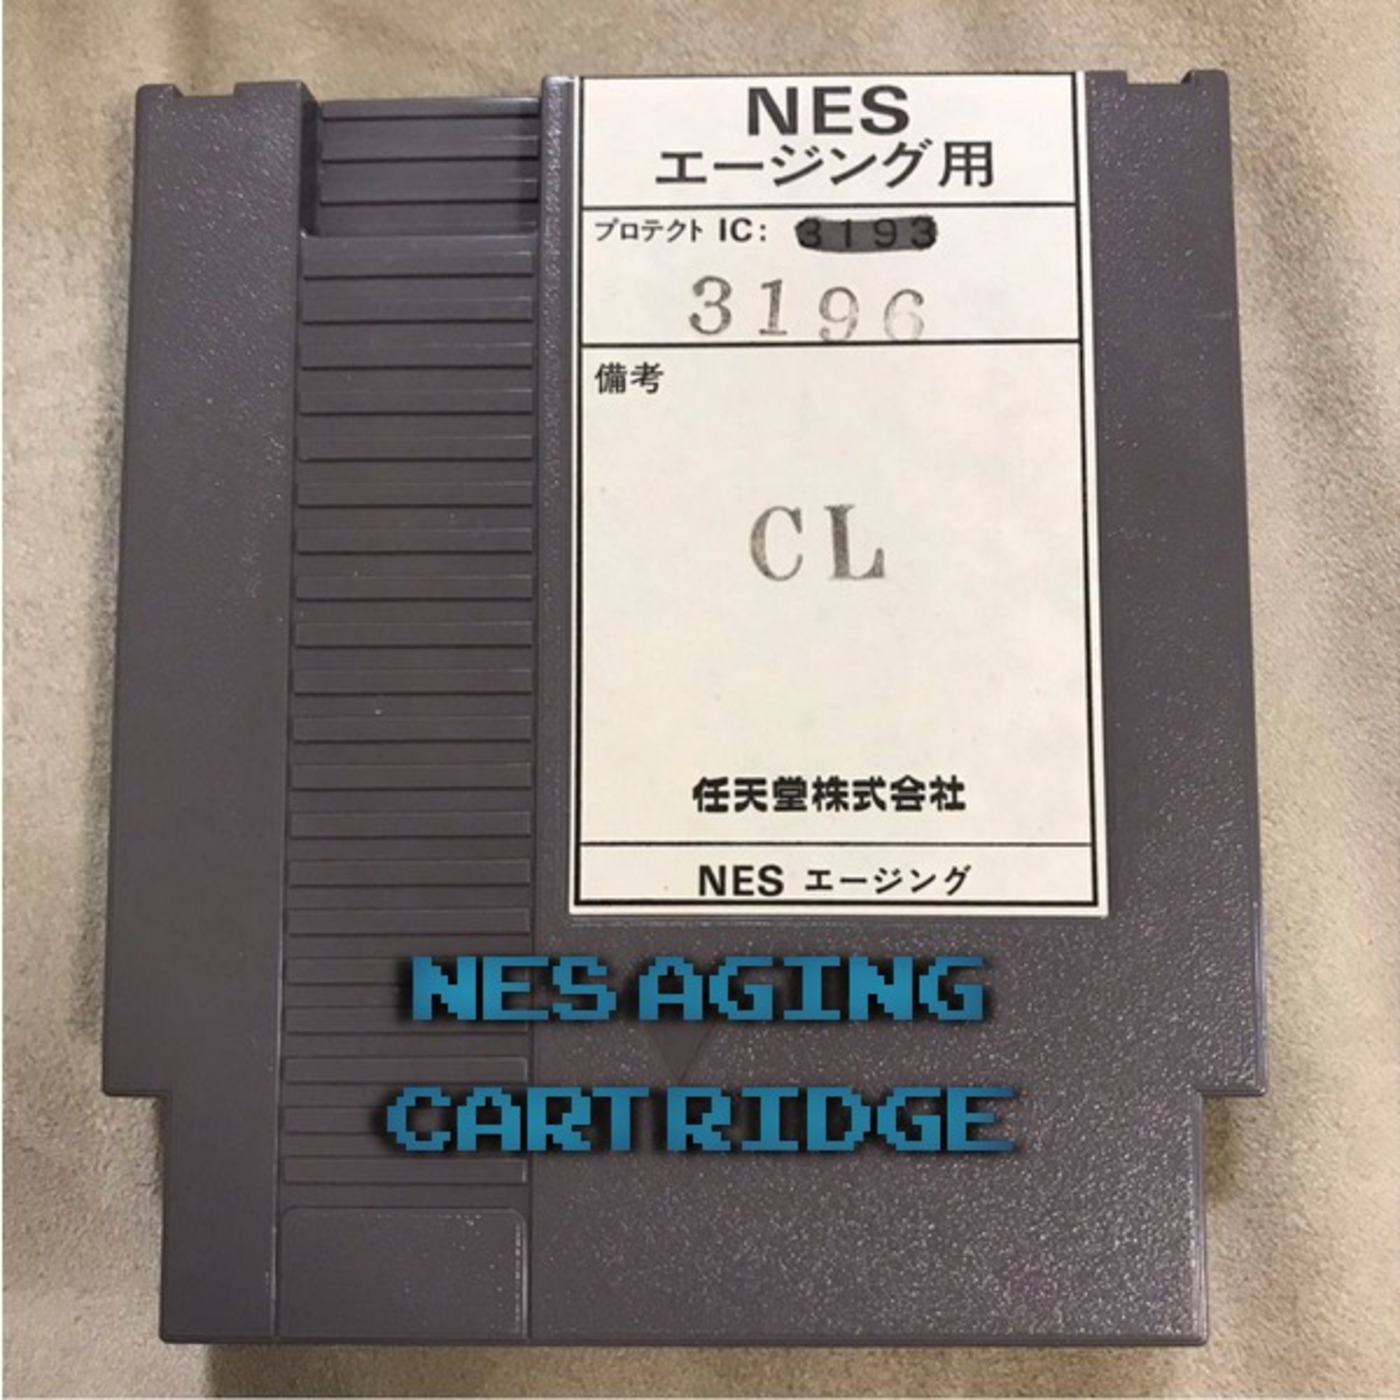 NES
エージング用
プロテクト IC: 3193
3196
備考
CL
任天堂株式会社
NES エージング
NES AGING
CARTRIDGE